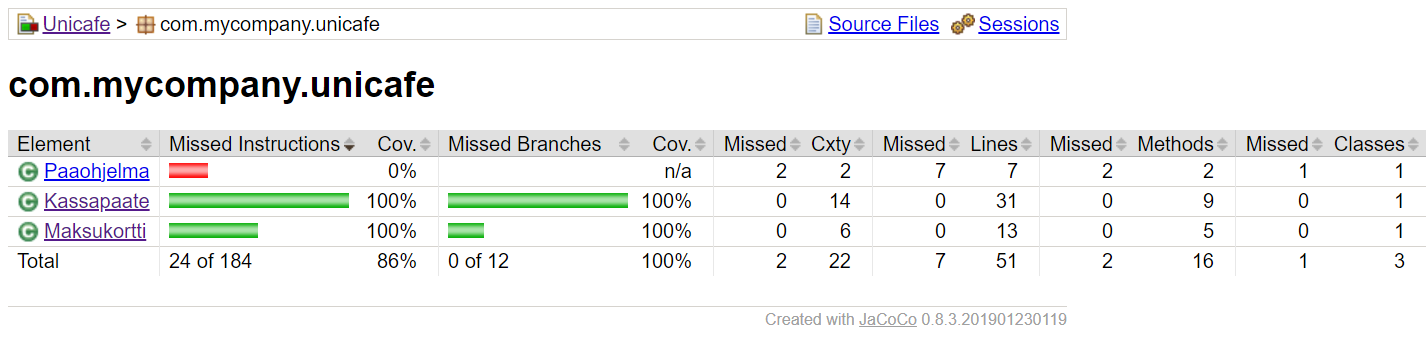 Unicafe > com.mycompany.unicafe Source Files Sessions
com.mycompany.unicafe
Element Missed Instructions Cov. Missed Branches Cov. Missed Cxty Missed Lines Missed Methods Missed Classes
C Paaohjelma 0% n/a 2 2 7 7 2 2 1 1
C Kassapaate 100% 100% 0 14 0 31 0 9 0 1
C Maksukortti 100% 100% 0 6 0 13 0 5 0 1
Total 24 of 184 86% 0 of 12 100% 2 22 7 51 2 16 1 3
Created with JaCoCo 0.8.3.201901230119